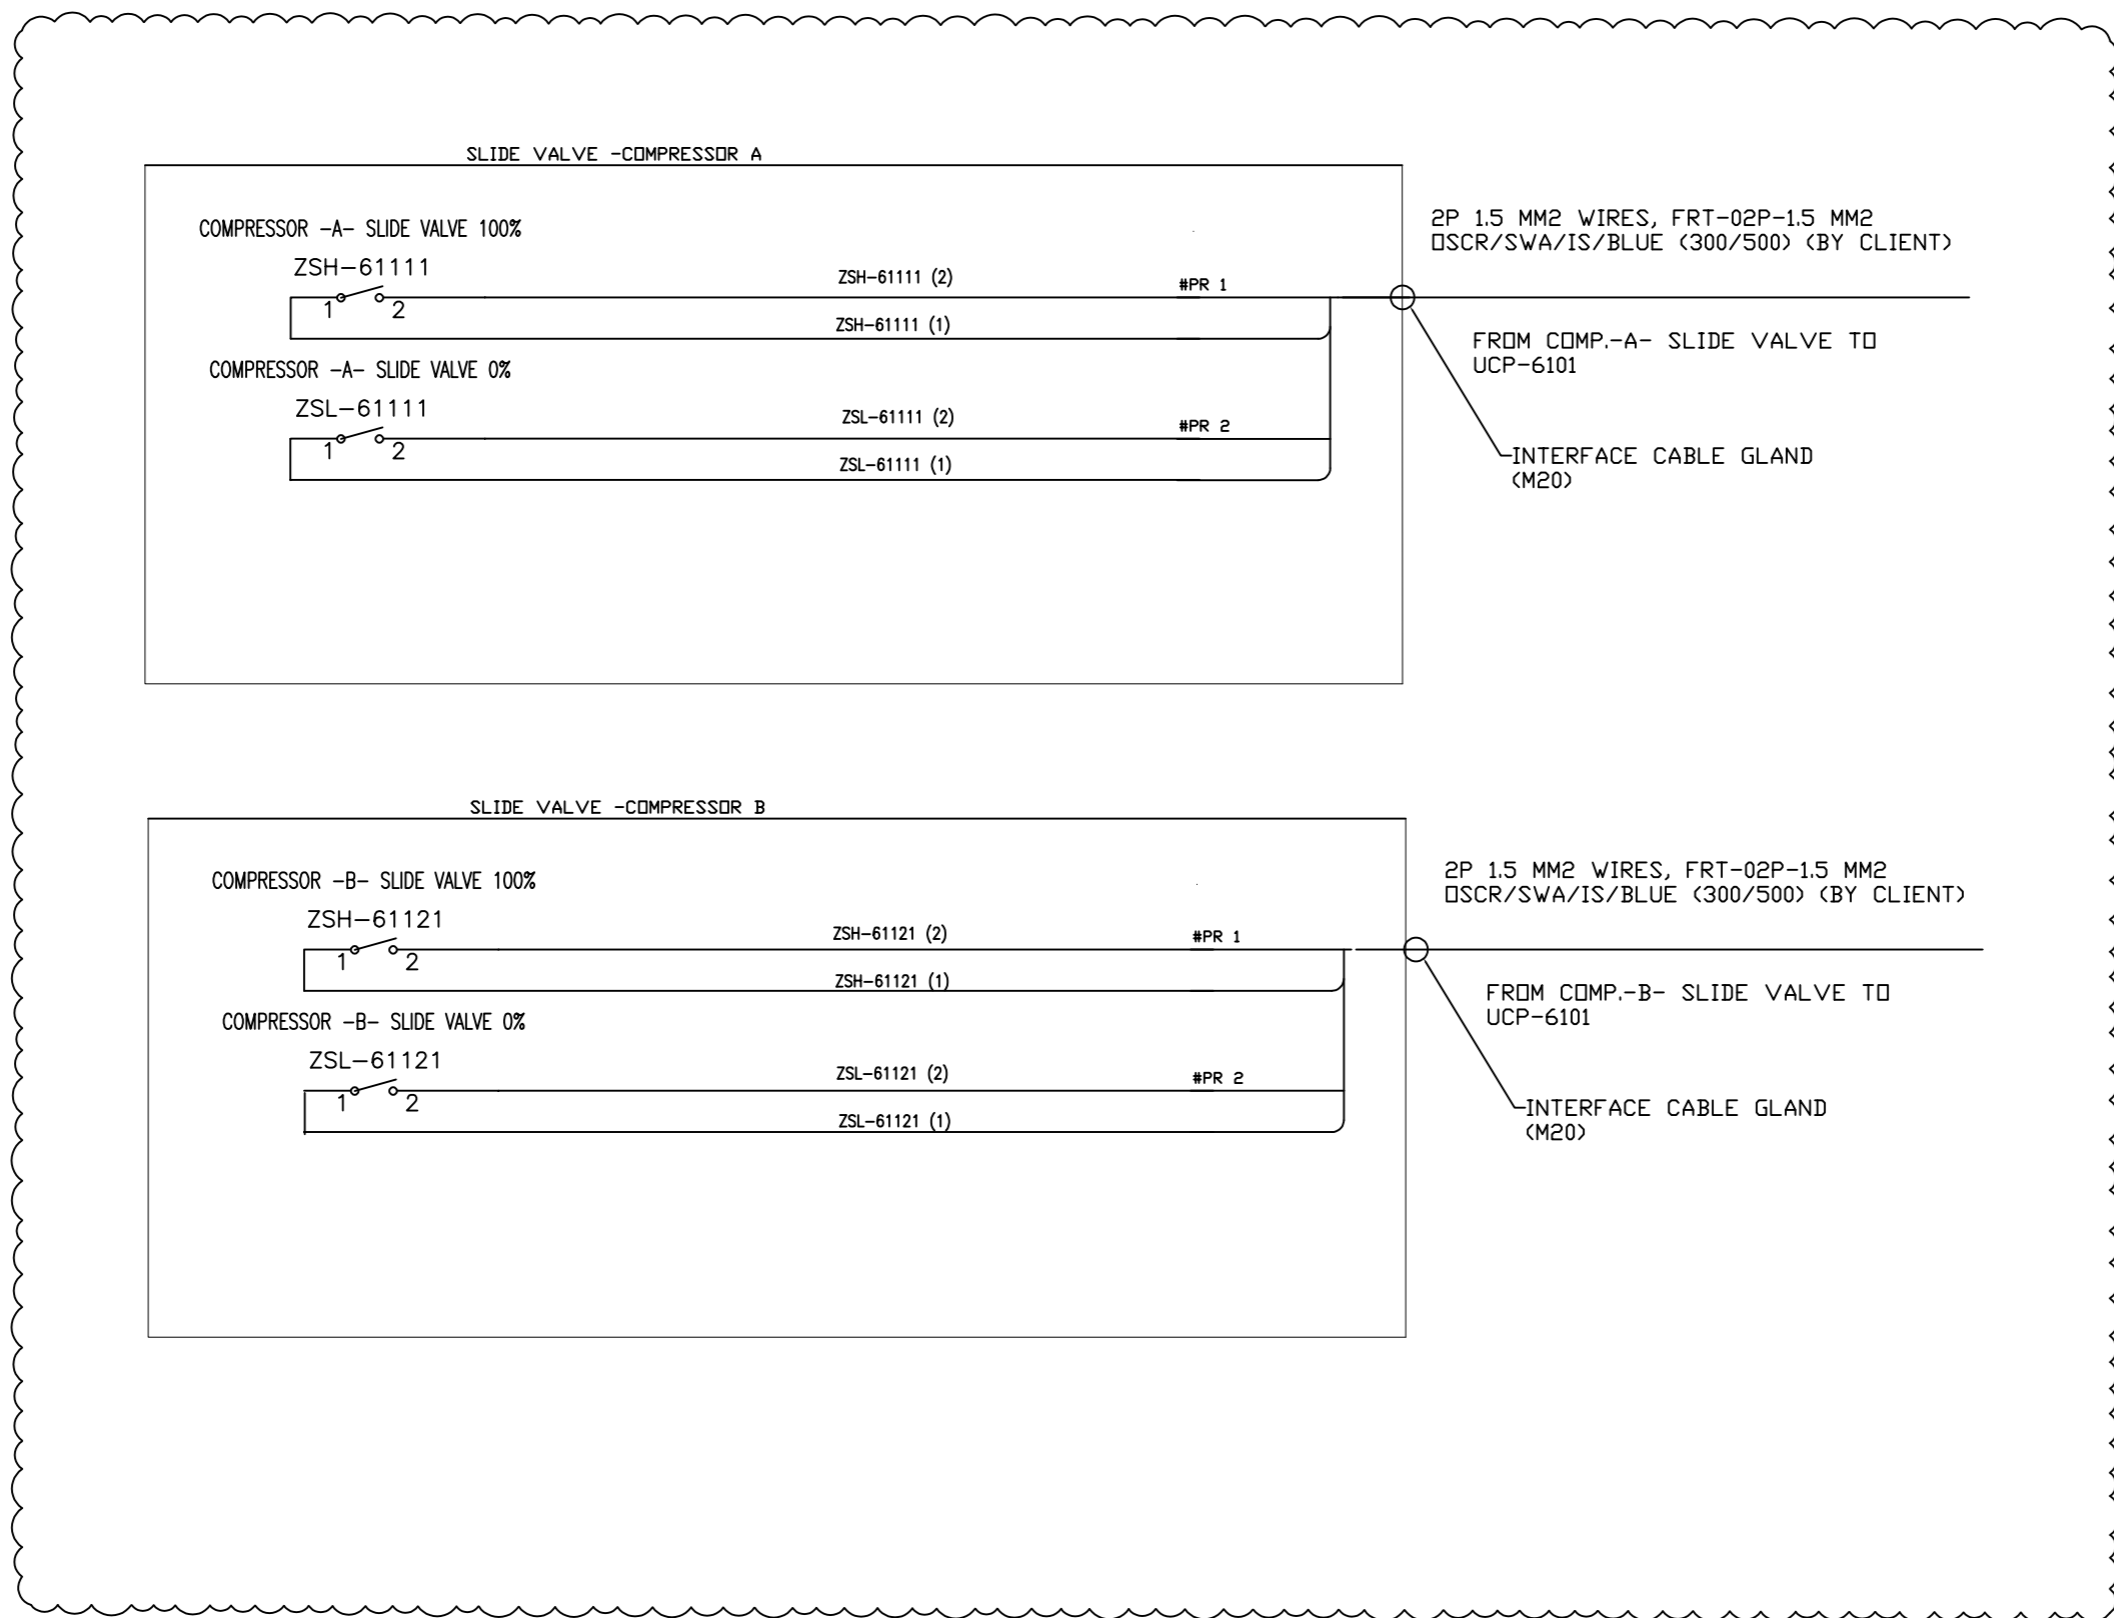 SLIDE VALVE -COMPRESSOR A
COMPRESSOR -A- SLIDE VALVE 100%
2P 1.5 MM2 WIRES, FRT-02P-1.5 MM2
OSCR/SWA/IS/BLUE (300/500) (BY CLIENT)
ZSH-61111
1 2
ZSH-61111 (2)
#PR 1
ZSH-61111 (1)
FROM COMP.-A- SLIDE VALVE TO
UCP-6101
COMPRESSOR -A- SLIDE VALVE 0%
ZSL-61111
1 2
ZSL-61111 (2)
#PR 2
ZSL-61111 (1)
INTERFACE CABLE GLAND
(M20)
SLIDE VALVE -COMPRESSOR B
COMPRESSOR -B- SLIDE VALVE 100%
2P 1.5 MM2 WIRES, FRT-02P-1.5 MM2
OSCR/SWA/IS/BLUE (300/500) (BY CLIENT)
ZSH-61121
1 2
ZSH-61121 (2)
#PR 1
ZSH-61121 (1)
FROM COMP.-B- SLIDE VALVE TO
UCP-6101
COMPRESSOR -B- SLIDE VALVE 0%
ZSL-61121
1 2
ZSL-61121 (2)
#PR 2
ZSL-61121 (1)
INTERFACE CABLE GLAND
(M20)